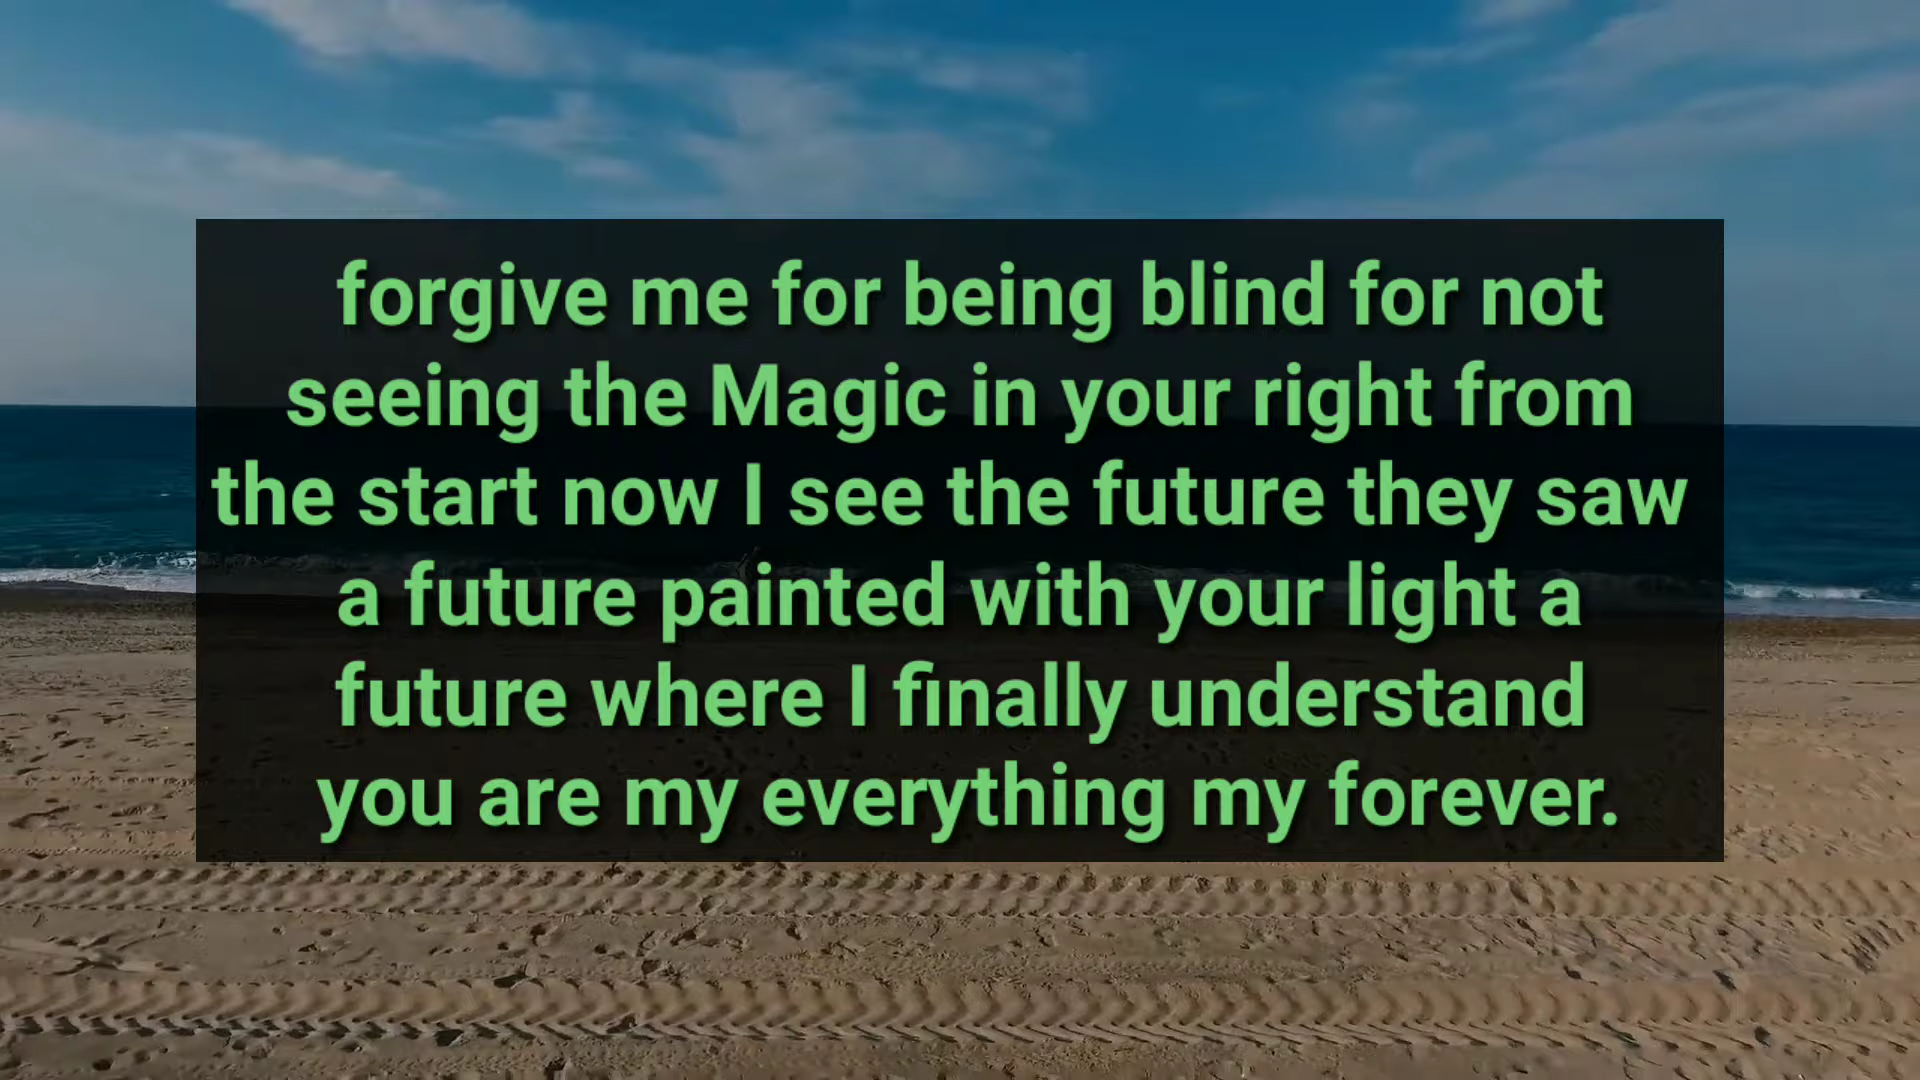 forgive me for being blind for not
seeing the Magic in your right from
the start now I see the future they saw
a future painted with your light a
future where I finally understand
you are my everything my forever.